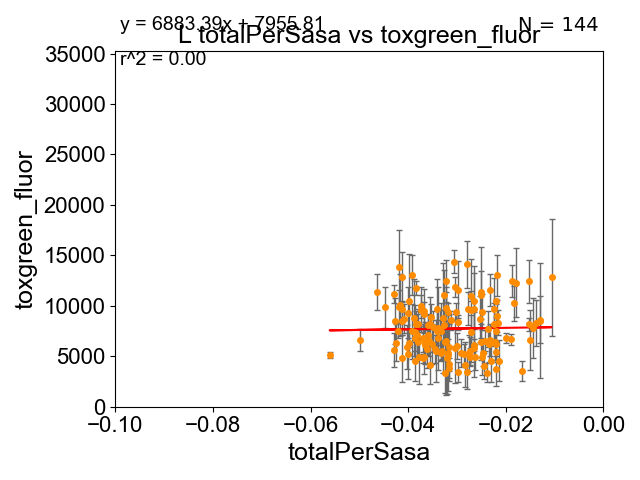 y = 6883.39x + 7955.81
N = 144
L totalPerSasa vs toxgreen_fluor
r^2 = 0.00
35000
30000
25000
20000
15000
10000
5000
0
toxgreen_fluor
−0.10 −0.08 −0.06 −0.04 −0.02 0.00
totalPerSasa